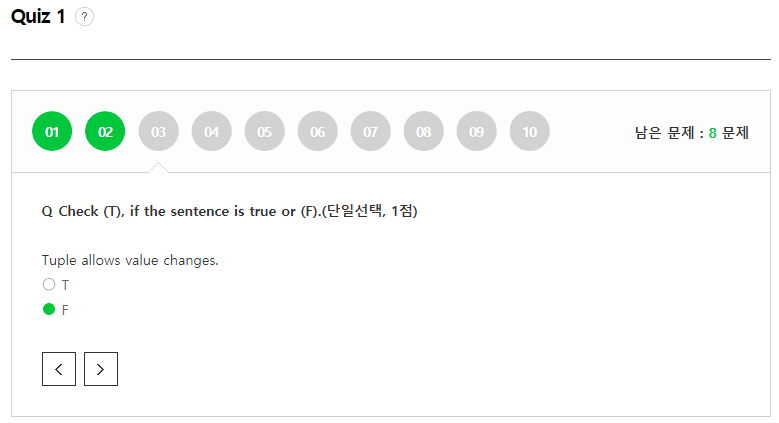 Quiz 1 ?
01 02 03 04 05 06 07 08 09 10 남은 문제 : 8 문제
Q Check (T), if the sentence is true or (F).(단일선택, 1점)
Tuple allows value changes.
T
F